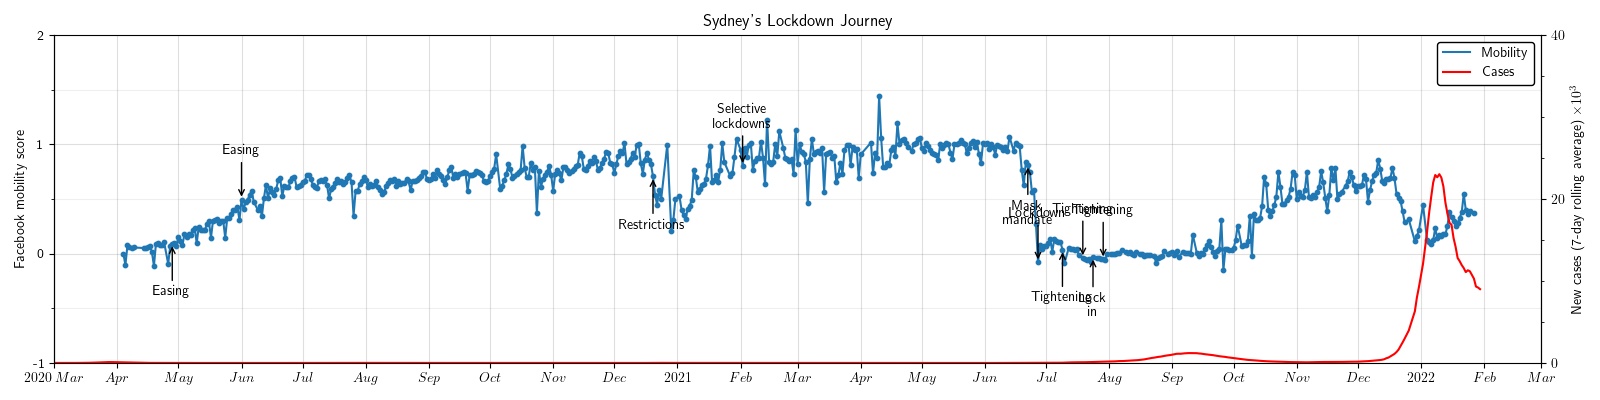 Sydney's Lockdown Journey
2
1
0
-1
Facebook mobility score
40
20
0
New cases (7-day rolling average) ×10³
Mobility
Cases
Selective
lockdowns
Easing
Easing
Restrictions
Mask
mandate
Lockdown
Tightening
Tightening
Tightening
Lock
in
2020 Mar
Apr
May
Jun
Jul
Aug
Sep
Oct
Nov
Dec
2021
Feb
Mar
Apr
May
Jun
Jul
Aug
Sep
Oct
Nov
Dec
2022
Feb
Mar